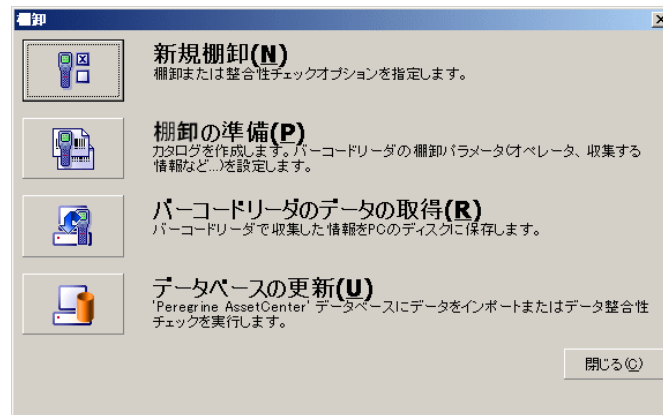 棚卸
新規棚卸(N)
棚卸または整合性チェックオプションを指定します。
棚卸の準備(P)
カタログを作成します。バーコードリーダの棚卸パラメータ(オペレータ、収集する
情報など...)を設定します。
バーコードリーダのデータの取得(R)
バーコードリーダで収集した情報をPCのディスクに保存します。
データベースの更新(U)
'Peregrine AssetCenter' データベースにデータをインポートまたはデータ整合性
チェックを実行します。
閉じる(C)